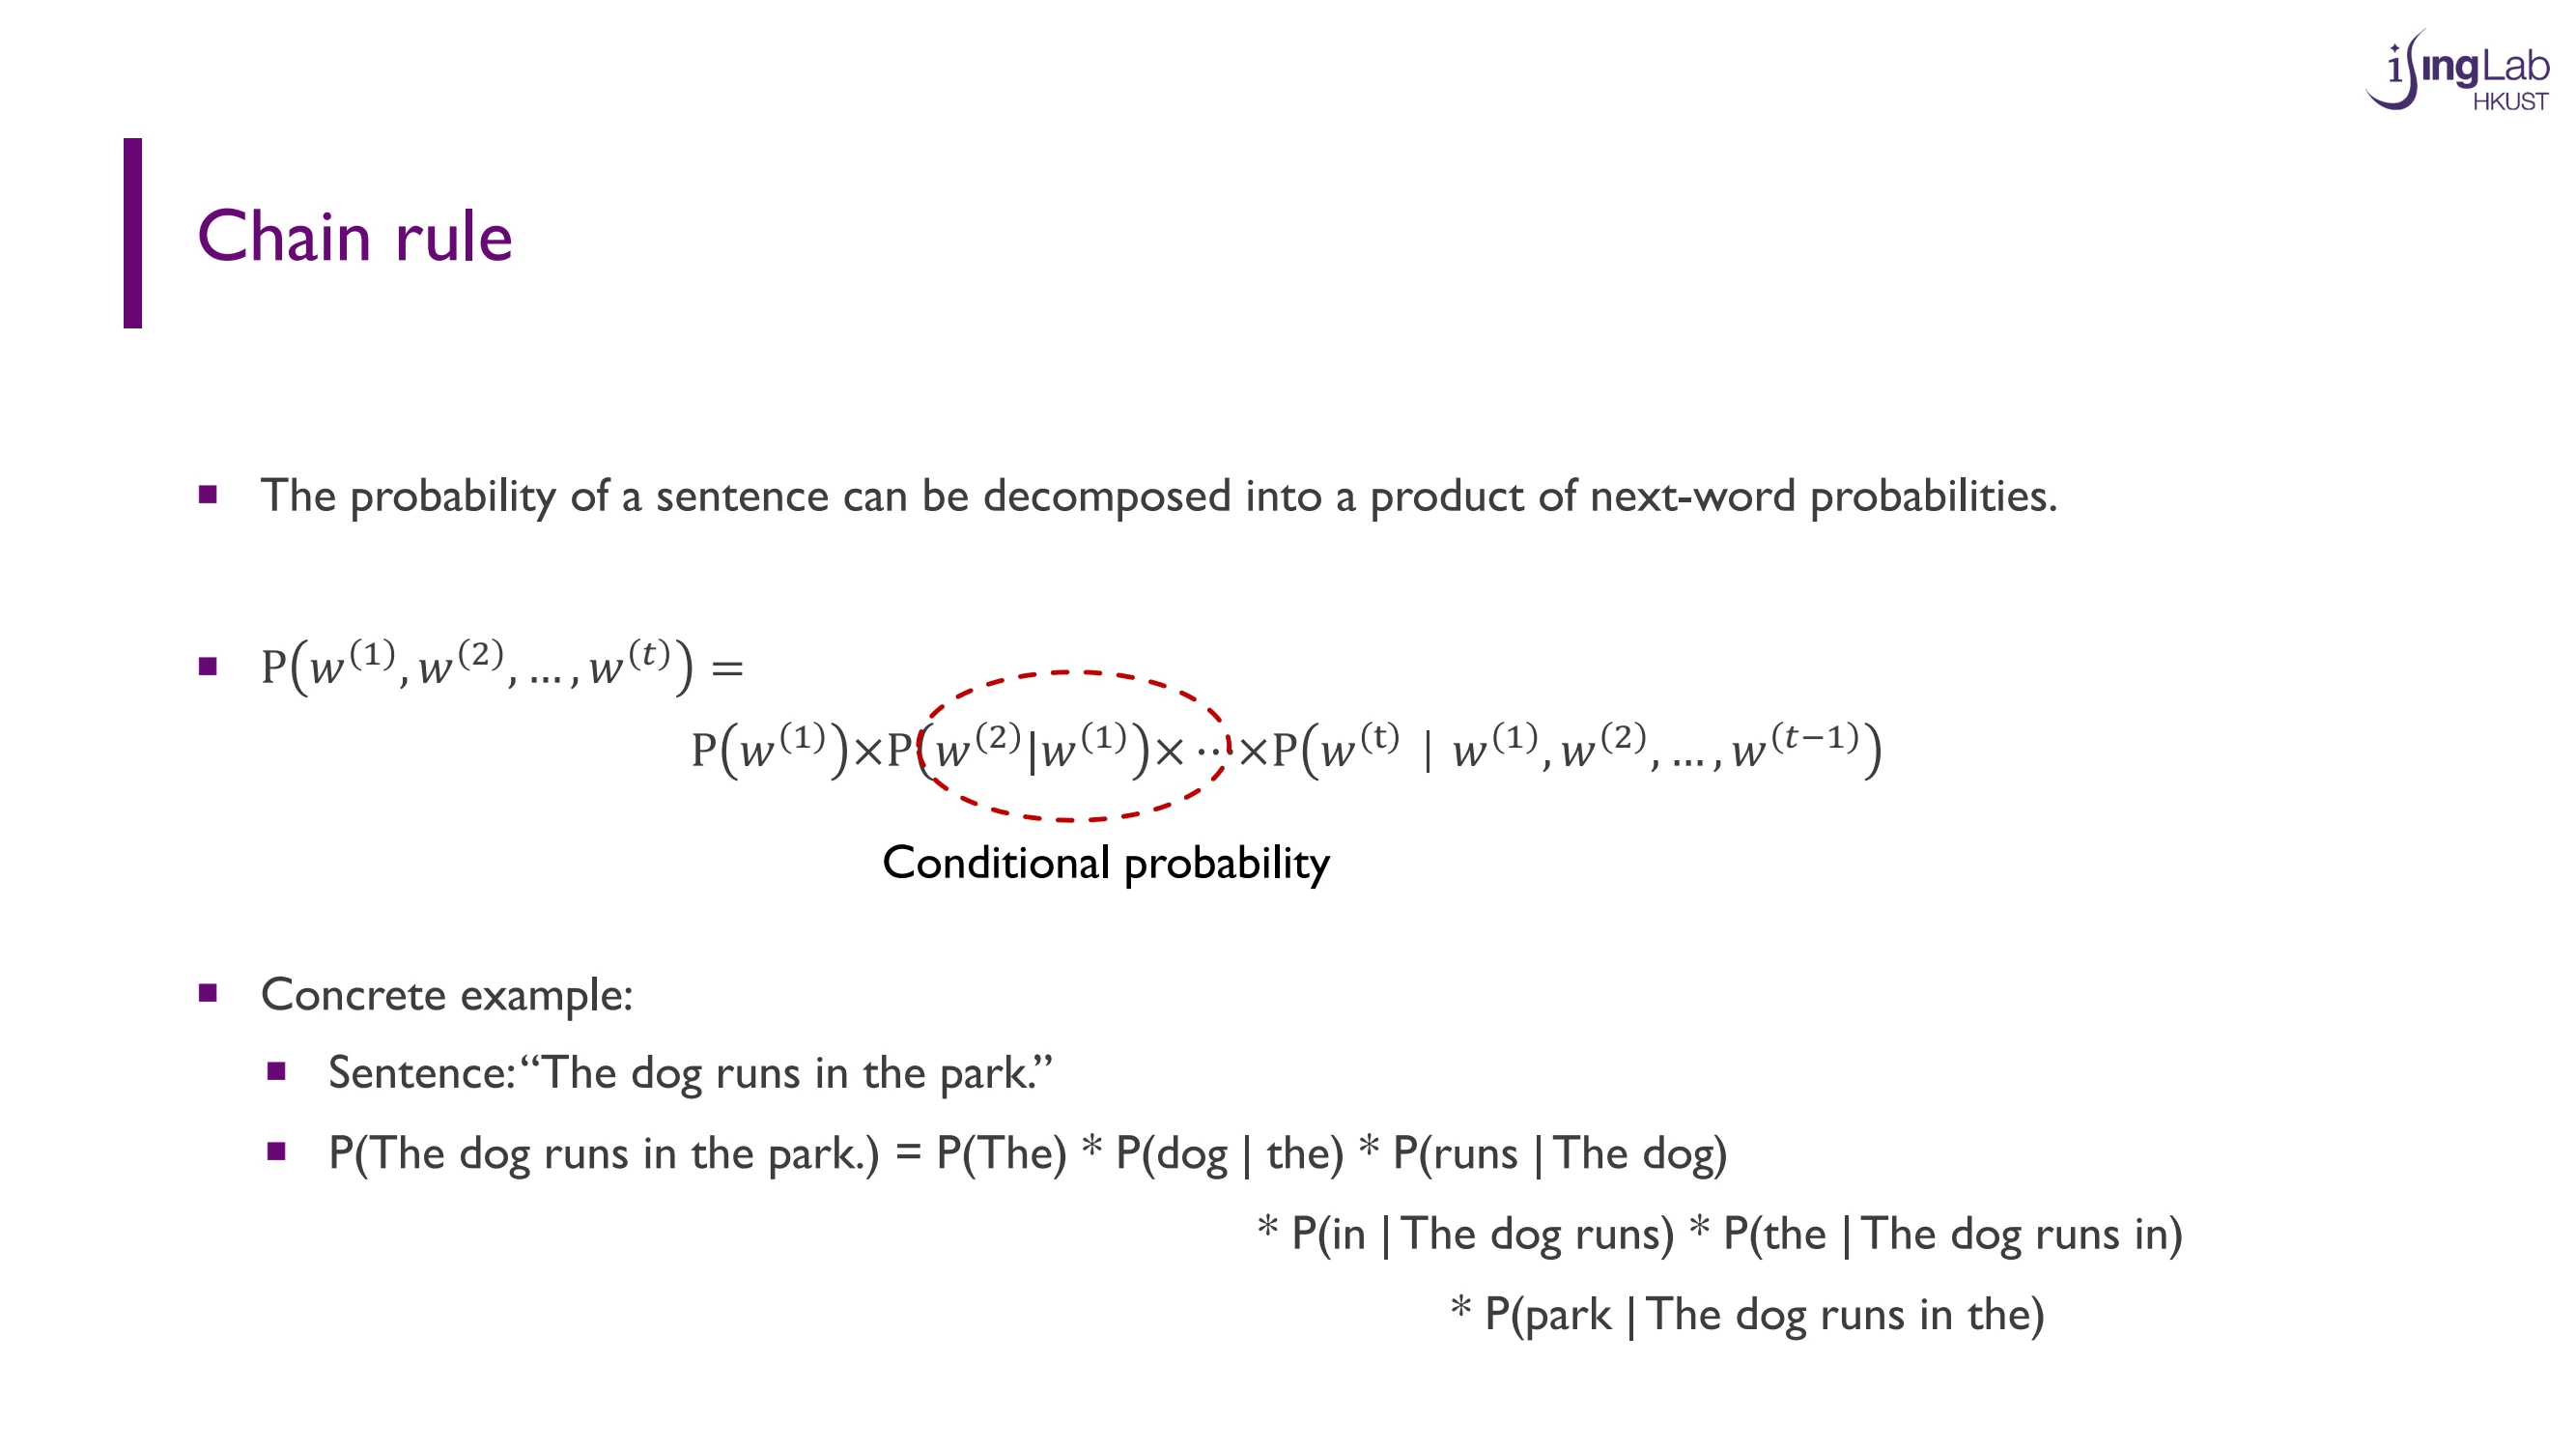 iSingLab
HKUST
Chain rule
▪ The probability of a sentence can be decomposed into a product of next-word probabilities.
▪ P(w⁽¹⁾, w⁽²⁾, … , w⁽ᵗ⁾) =
P(w⁽¹⁾)×P(w⁽²⁾|w⁽¹⁾)× ⋯×P(w⁽ᵗ⁾ | w⁽¹⁾, w⁽²⁾, … , w⁽ᵗ⁻¹⁾)
Conditional probability
▪ Concrete example:
▪ Sentence: “The dog runs in the park.”
▪ P(The dog runs in the park.) = P(The) * P(dog | the) * P(runs | The dog)
* P(in | The dog runs) * P(the | The dog runs in)
* P(park | The dog runs in the)